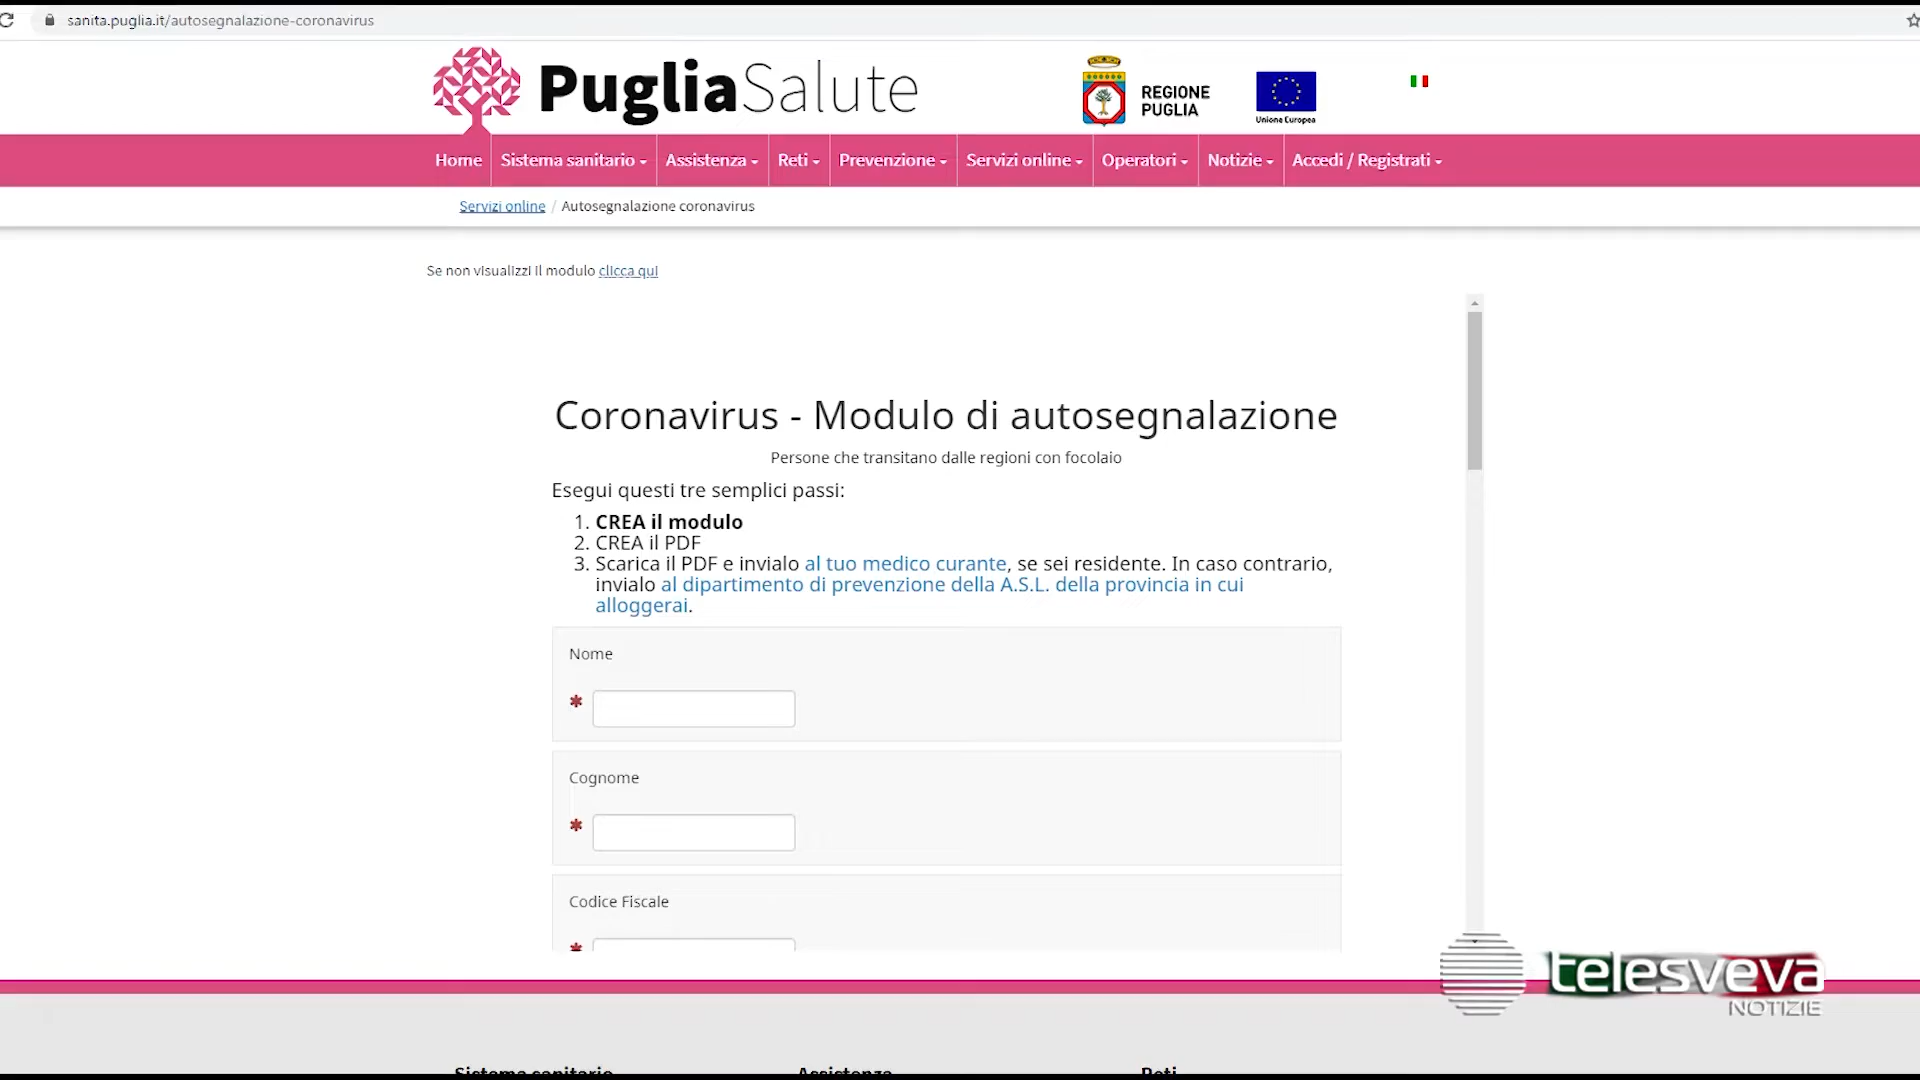 sanita.puglia.it/autosegnalazione-coronavirus
PugliaSalute
REGIONE
PUGLIA
Unione Europea
Home
Sistema sanitario
Assistenza
Reti
Prevenzione
Servizi online
Operatori
Notizie
Accedi / Registrati
Servizi online / Autosegnalazione coronavirus
Se non visualizzi il modulo clicca qui
Coronavirus - Modulo di autosegnalazione
Persone che transitano dalle regioni con focolaio
Esegui questi tre semplici passi:
1. CREA il modulo
2. CREA il PDF
3. Scarica il PDF e invialo al tuo medico curante, se sei residente. In caso contrario,
invialo al dipartimento di prevenzione della A.S.L. della provincia in cui
alloggerai.
Nome
*
Cognome
*
Codice Fiscale
*
telesveva
NOTIZIE
Sistema sanitario
Assistenza
Reti